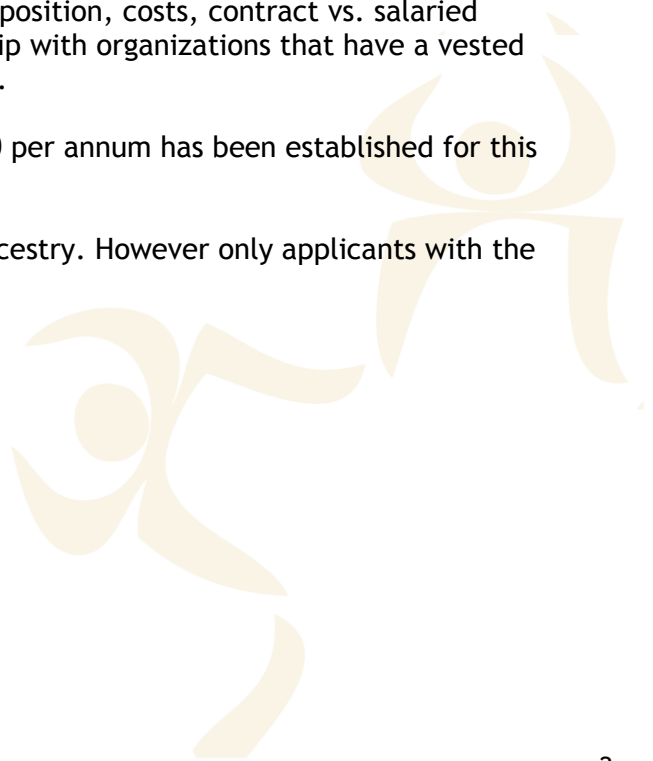 position, costs, contract vs. salaried
ip with organizations that have a vested
.
) per annum has been established for this
cestry. However only applicants with the